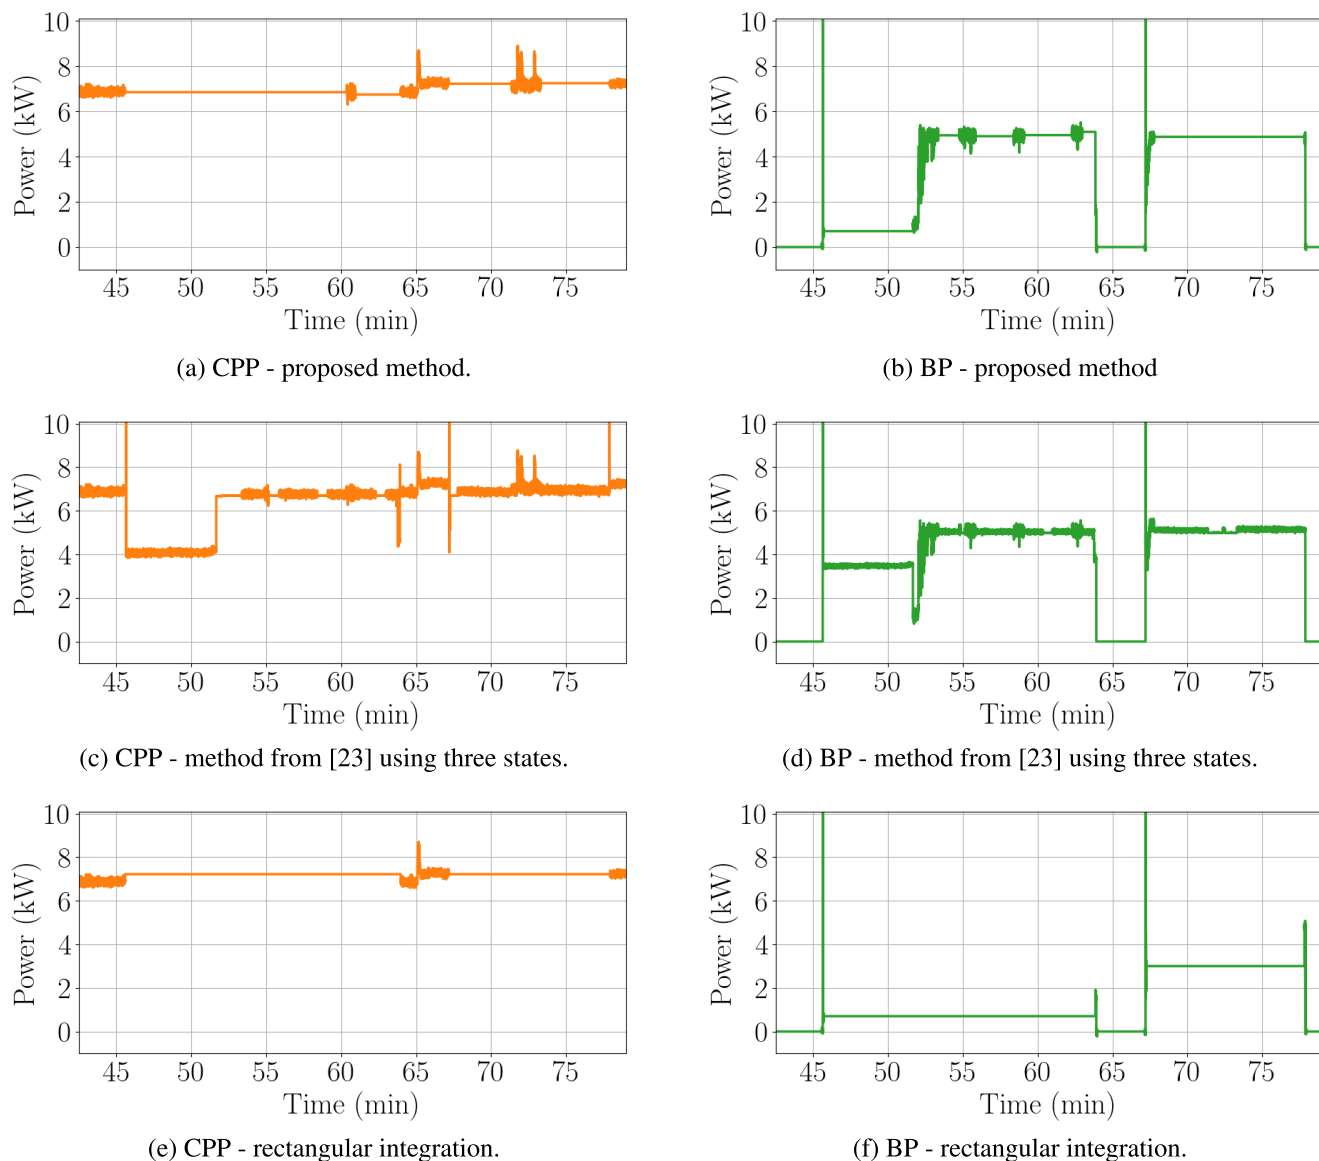 10
8
6
4
2
0
Power (kW)
45 50 55 60 65 70 75
Time (min)
(a) CPP - proposed method.
10
8
6
4
2
0
Power (kW)
45 50 55 60 65 70 75
Time (min)
(b) BP - proposed method
10
8
6
4
2
0
Power (kW)
45 50 55 60 65 70 75
Time (min)
(c) CPP - method from [23] using three states.
10
8
6
4
2
0
Power (kW)
45 50 55 60 65 70 75
Time (min)
(d) BP - method from [23] using three states.
10
8
6
4
2
0
Power (kW)
45 50 55 60 65 70 75
Time (min)
(e) CPP - rectangular integration.
10
8
6
4
2
0
Power (kW)
45 50 55 60 65 70 75
Time (min)
(f) BP - rectangular integration.